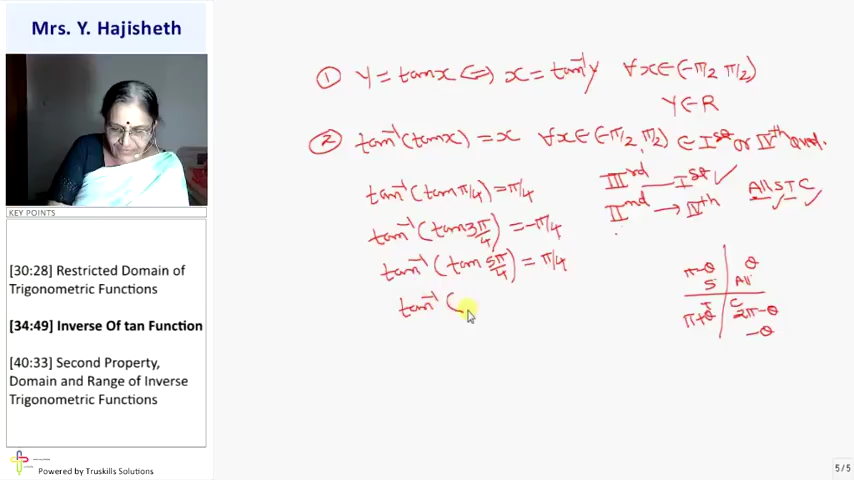 Mrs. Y. Hajisheth
KEY POINTS
[30:28] Restricted Domain of
Trigonometric Functions
[34:49] Inverse Of tan Function
[40:33] Second Property,
Domain and Range of Inverse
Trigonometric Functions
Powered by Truskills Solutions
① Y = tanx ⇔ x = tan⁻¹y ∀x∈(-π/2 π/2)
Y∈R
② tan⁻¹(tanx) = x ∀x∈(-π/2, π/2) ∈ Ist or IVth Quad.
IIIrd — Ist ✓
IInd → IVth
All S T C
tan⁻¹(tan π/4) = π/4
tan⁻¹(tan 3π/4) = -π/4
tan⁻¹(tan 5π/4) = π/4
tan⁻¹(
π-θ θ
S All
T C
π+θ 2π-θ
-θ
5/5